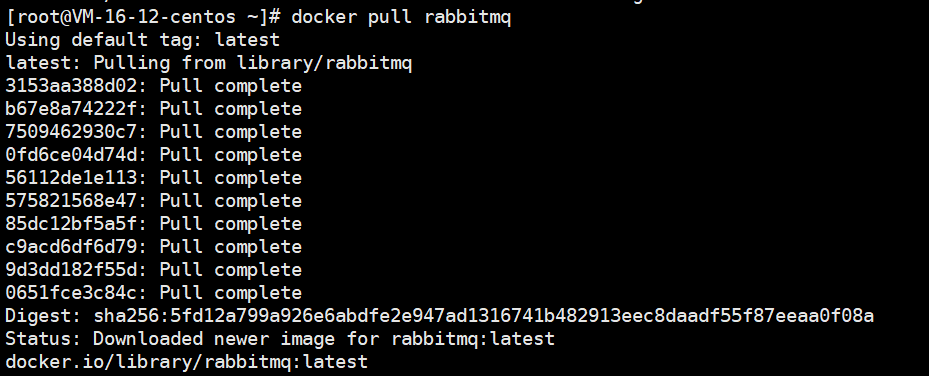 [root@VM-16-12-centos ~]# docker pull rabbitmq
Using default tag: latest
latest: Pulling from library/rabbitmq
3153aa388d02: Pull complete
b67e8a74222f: Pull complete
7509462930c7: Pull complete
0fd6ce04d74d: Pull complete
56112de1e113: Pull complete
575821568e47: Pull complete
85dc12bf5a5f: Pull complete
c9acd6df6d79: Pull complete
9d3dd182f55d: Pull complete
0651fce3c84c: Pull complete
Digest: sha256:5fd12a799a926e6abdfe2e947ad1316741b482913eec8daadf55f87eeaa0f08a
Status: Downloaded newer image for rabbitmq:latest
docker.io/library/rabbitmq:latest